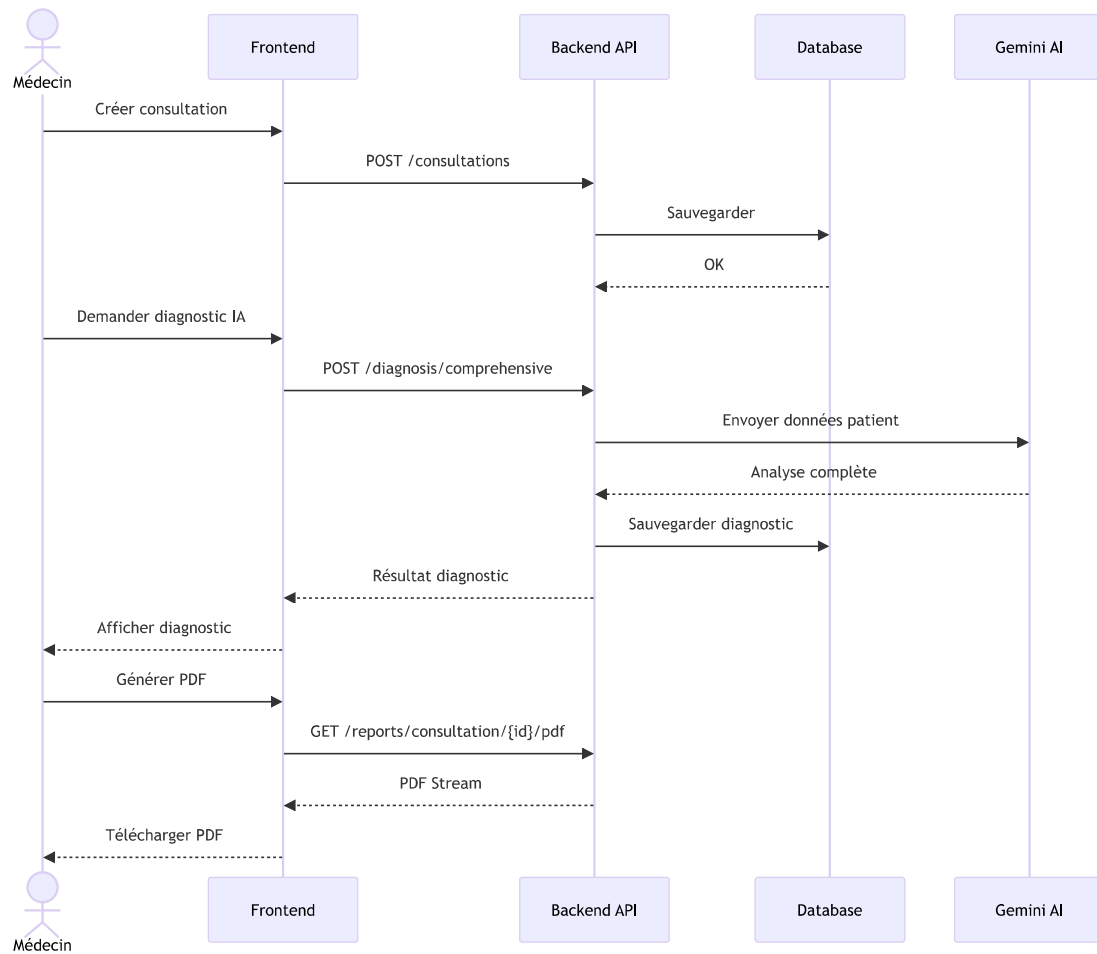 Médecin
Frontend
Backend API
Database
Gemini AI
Créer consultation
POST /consultations
Sauvegarder
OK
Demander diagnostic IA
POST /diagnosis/comprehensive
Envoyer données patient
Analyse complète
Sauvegarder diagnostic
Résultat diagnostic
Afficher diagnostic
Générer PDF
GET /reports/consultation/{id}/pdf
PDF Stream
Télécharger PDF
Médecin
Frontend
Backend API
Database
Gemini AI